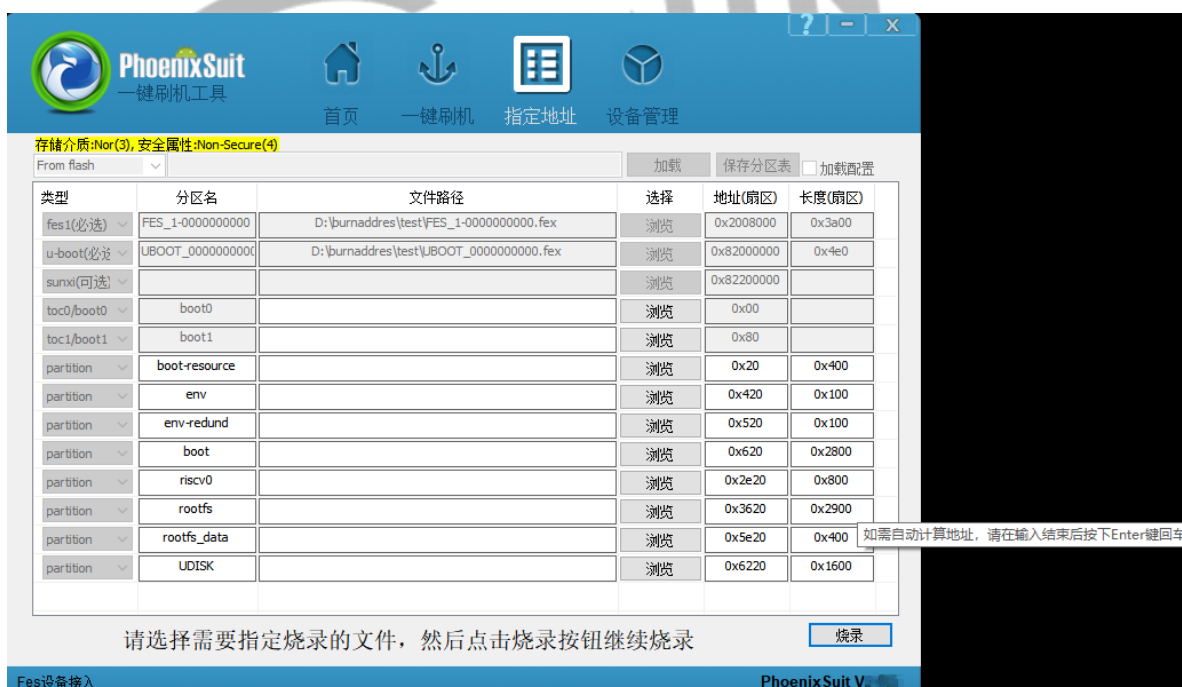 ? - x
PhoenixSuit
一键刷机工具
首页 一键刷机 指定地址 设备管理
存储介质:Nor(3),安全属性:Non-Secure(4)
From flash 加载 保存分区表 加载配置
类型 分区名 文件路径 选择 地址(扇区) 长度(扇区)
fes1(必选) FES_1-0000000000 D:\burnaddres\test\FES_1-0000000000.fex 浏览 0x2008000 0x3a00
u-boot(必选 UBOOT_0000000000 D:\burnaddres\test\UBOOT_0000000000.fex 浏览 0x82000000 0x4e0
sunxi(可选) 浏览 0x82200000
toc0/boot0 boot0 浏览 0x00
toc1/boot1 boot1 浏览 0x80
partition boot-resource 浏览 0x20 0x400
partition env 浏览 0x420 0x100
partition env-redund 浏览 0x520 0x100
partition boot 浏览 0x620 0x2800
partition riscv0 浏览 0x2e20 0x800
partition rootfs 浏览 0x3620 0x2900
partition rootfs_data 浏览 0x5e20 0x400
如需自动计算地址，请在输入结束后按下Enter键回车
partition UDISK 浏览 0x6220 0x1600
请选择需要指定烧录的文件，然后点击烧录按钮继续烧录 烧录
Fes设备接入 PhoenixSuit V